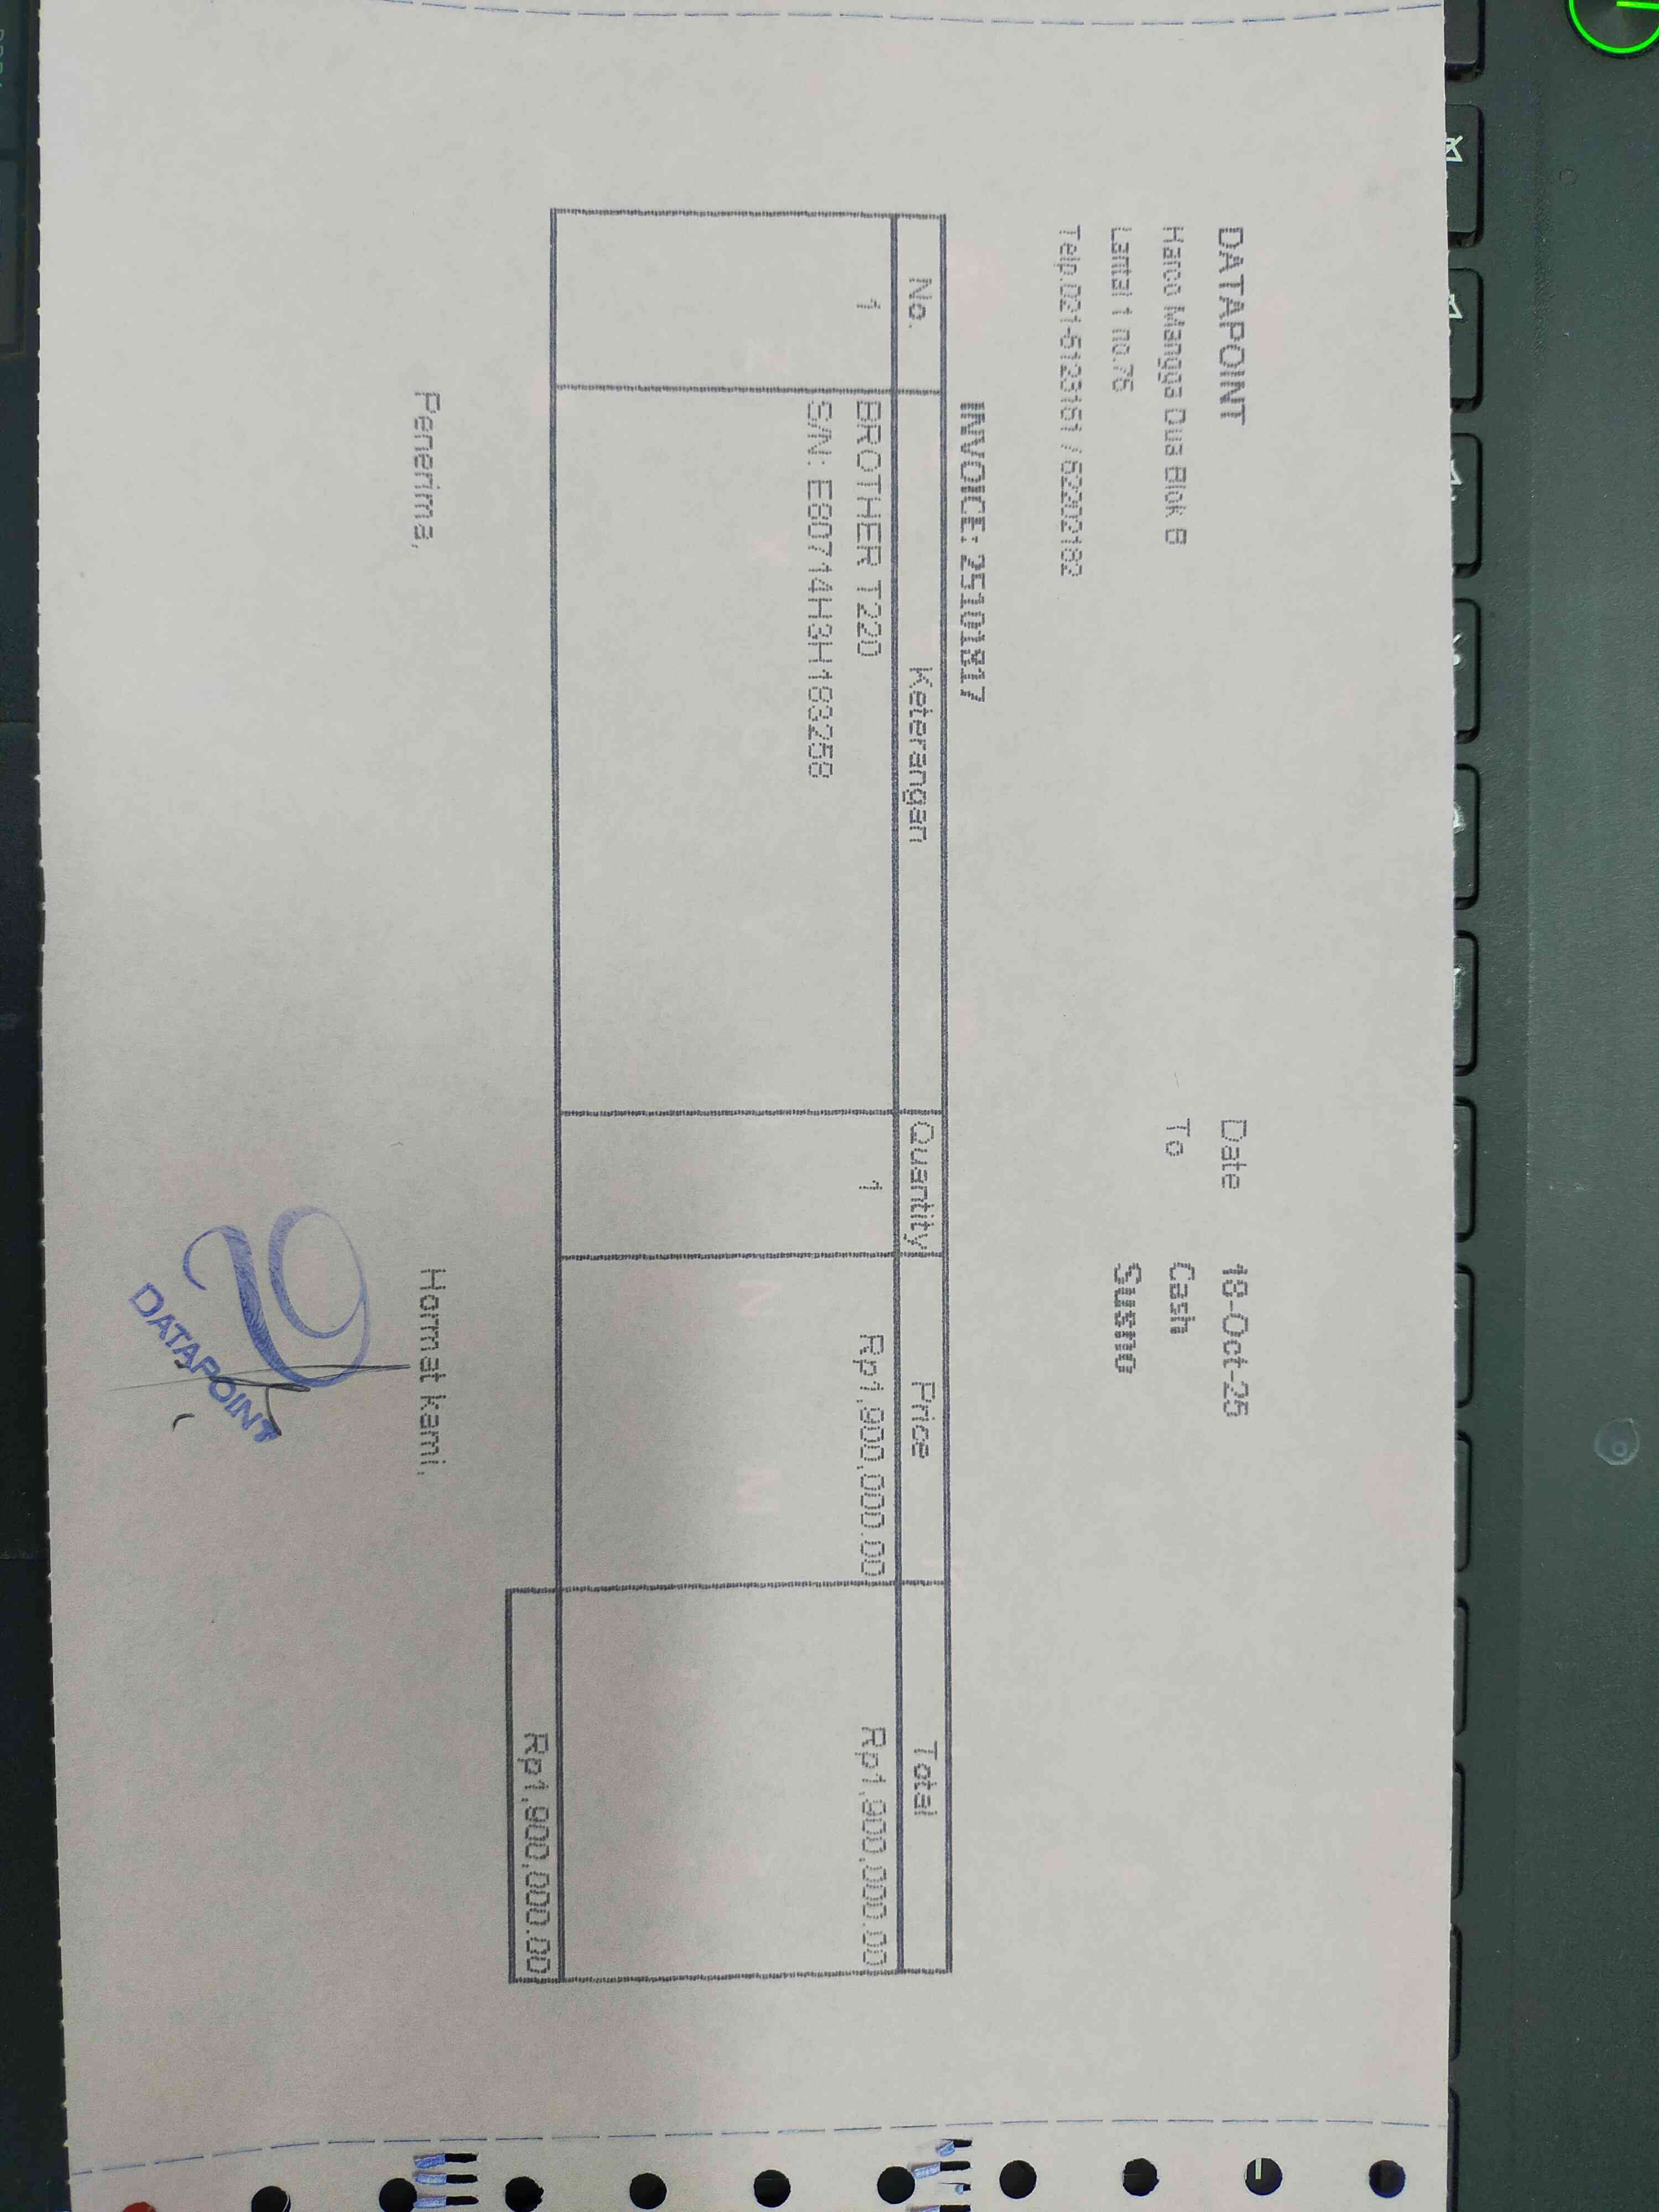 DATAPOINT
Harco Mangga Dua Blok B
Lantai 1 no.76
Telp.021-6123161 / 62202182
Date 18-Oct-25
To Cash
Sutsno
INVOICE: 25101817
No. Keterangan Quantity Price Total
1 BROTHER T220 1 Rp1,900,000.00 Rp1,900,000.00
S/N: E80714H3H183258
Rp1,900,000.00
Penerima,
Hormat kami,
DATAPOINT